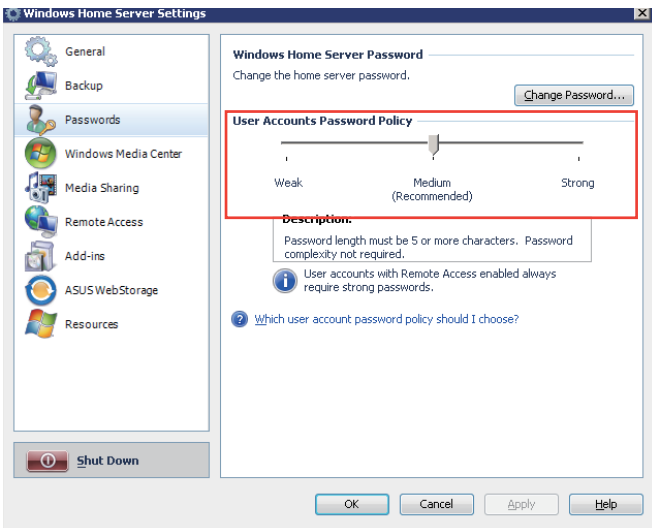 Windows Home Server Settings
General
Backup
Passwords
Windows Media Center
Media Sharing
Remote Access
Add-ins
ASUS WebStorage
Resources
Shut Down
Windows Home Server Password
Change the home server password.
Change Password...
User Accounts Password Policy
Weak
Medium
(Recommended)
Strong
Description:
Password length must be 5 or more characters. Password
complexity not required.
User accounts with Remote Access enabled always
require strong passwords.
Which user account password policy should I choose?
OK
Cancel
Apply
Help